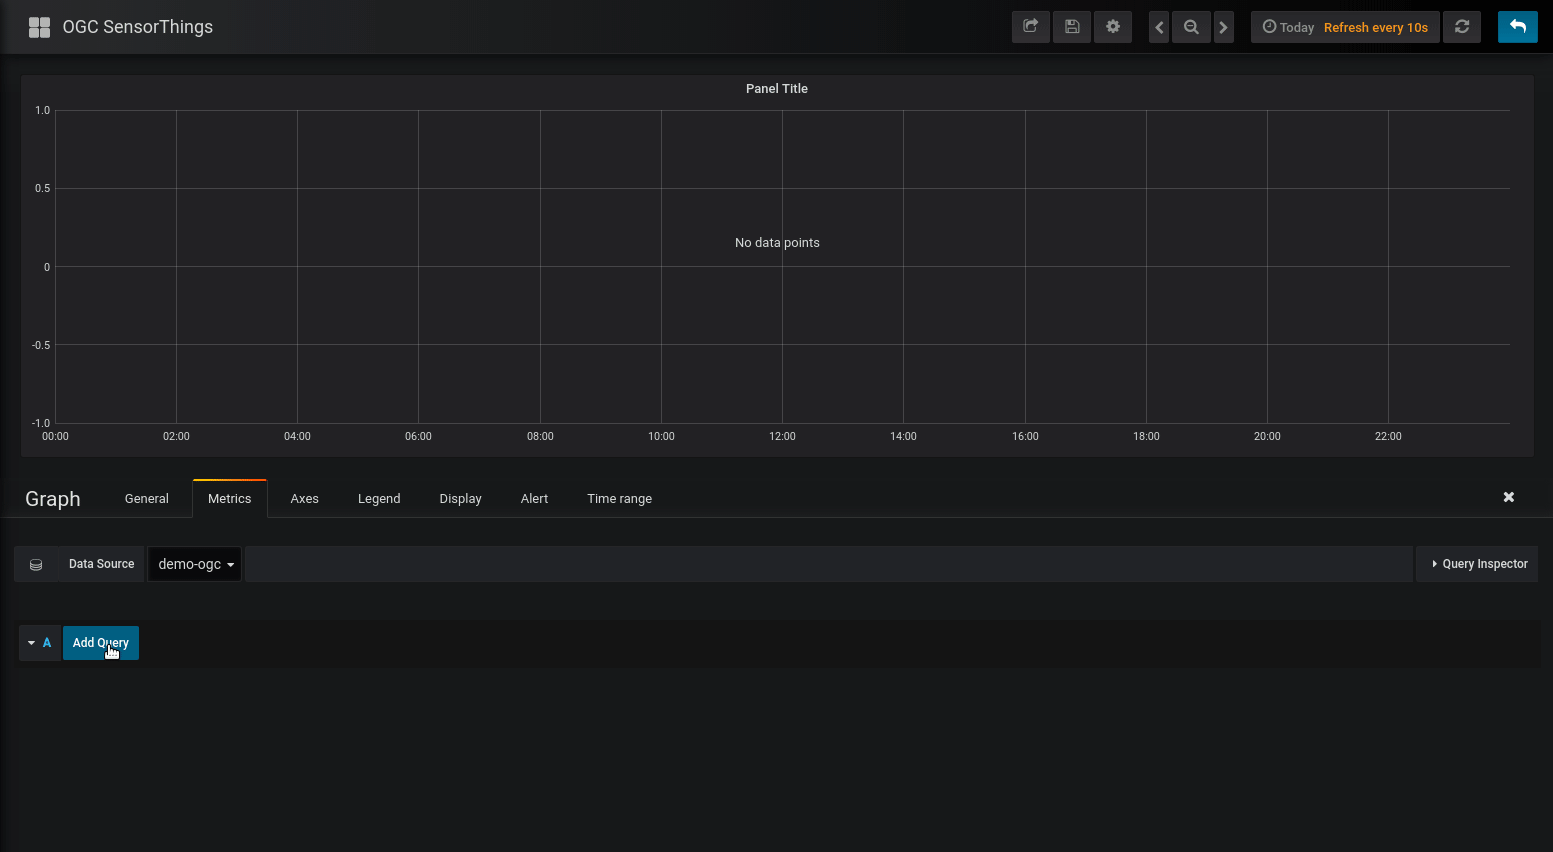 OGC SensorThings
Today Refresh every 10s
Panel Title
1.0
0.5
No data points
0
-0.5
-1.0
00:00 02:00 04:00 06:00 08:00 10:00 12:00 14:00 16:00 18:00 20:00 22:00
Graph General Metrics Axes Legend Display Alert Time range
Data Source demo-ogc Query Inspector
A Add Query